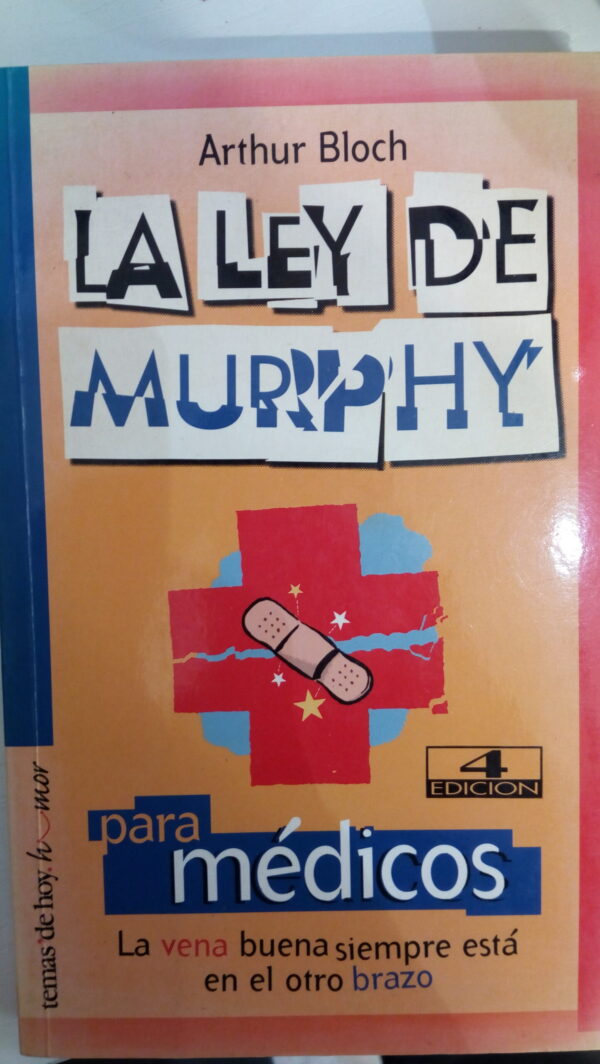 Arthur Bloch
LA LEY DE
MURPHY
4
EDICION
para
médicos
La vena buena siempre está
en el otro brazo
temas de hoy. humor